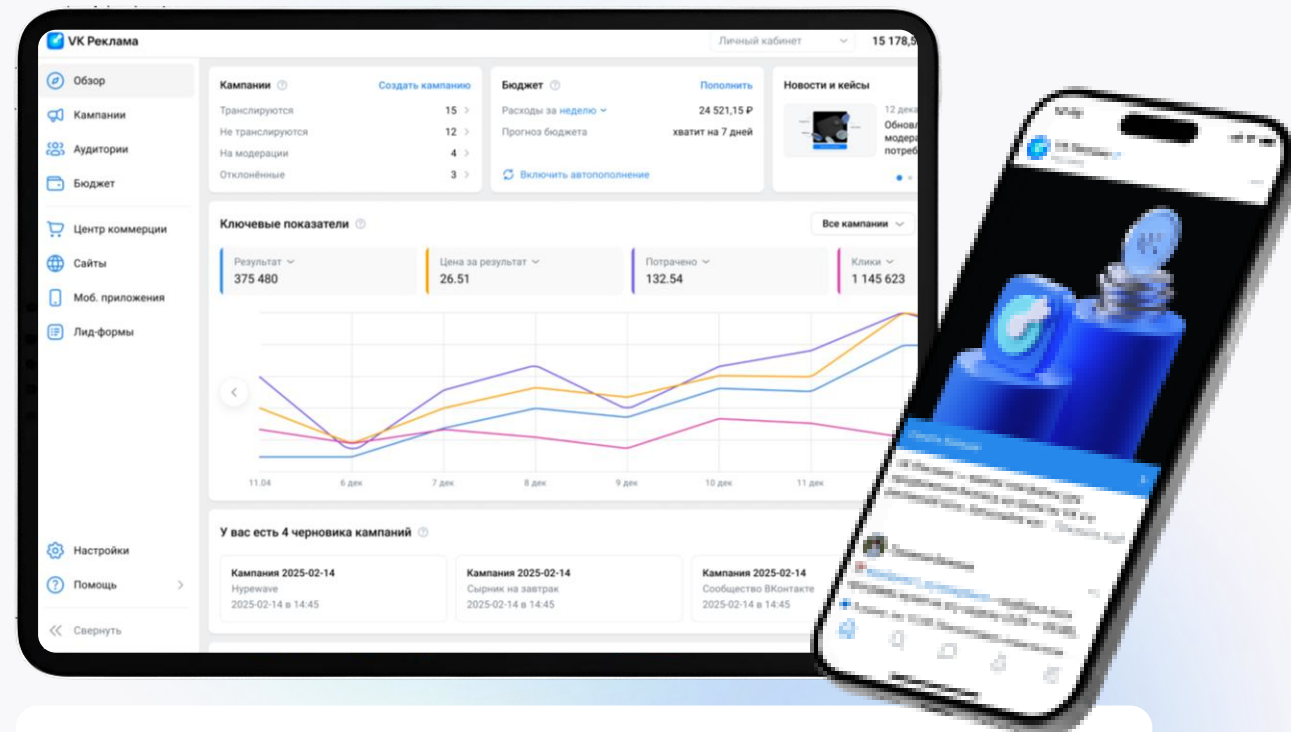 VK Реклама
Личный кабинет
15 178,5
Обзор
Кампании
Аудитории
Бюджет
Центр коммерции
Сайты
Моб. приложения
Лид-формы
Настройки
Помощь
Свернуть
Кампании
Создать кампанию
Транслируются 15
Не транслируются 12
На модерации 4
Отклонённые 3
Бюджет
Пополнить
Расходы за неделю 24 521,15 ₽
Прогноз бюджета хватит на 7 дней
Включить автопополнение
Новости и кейсы
12 дека
Обновл
модера
потреб
Ключевые показатели
Все кампании
Результат
375 480
Цена за результат
26.51
Потрачено
132.54
Клики
1 145 623
11.04 6 дек 7 дек 8 дек 9 дек 10 дек 11 дек
У вас есть 4 черновика кампаний
Кампания 2025-02-14
Hypewave
2025-02-14 в 14:45
Кампания 2025-02-14
Сырник на завтрак
2025-02-14 в 14:45
Кампания 2025-02-14
Сообщество ВКонтакте
2025-02-14 в 14:45